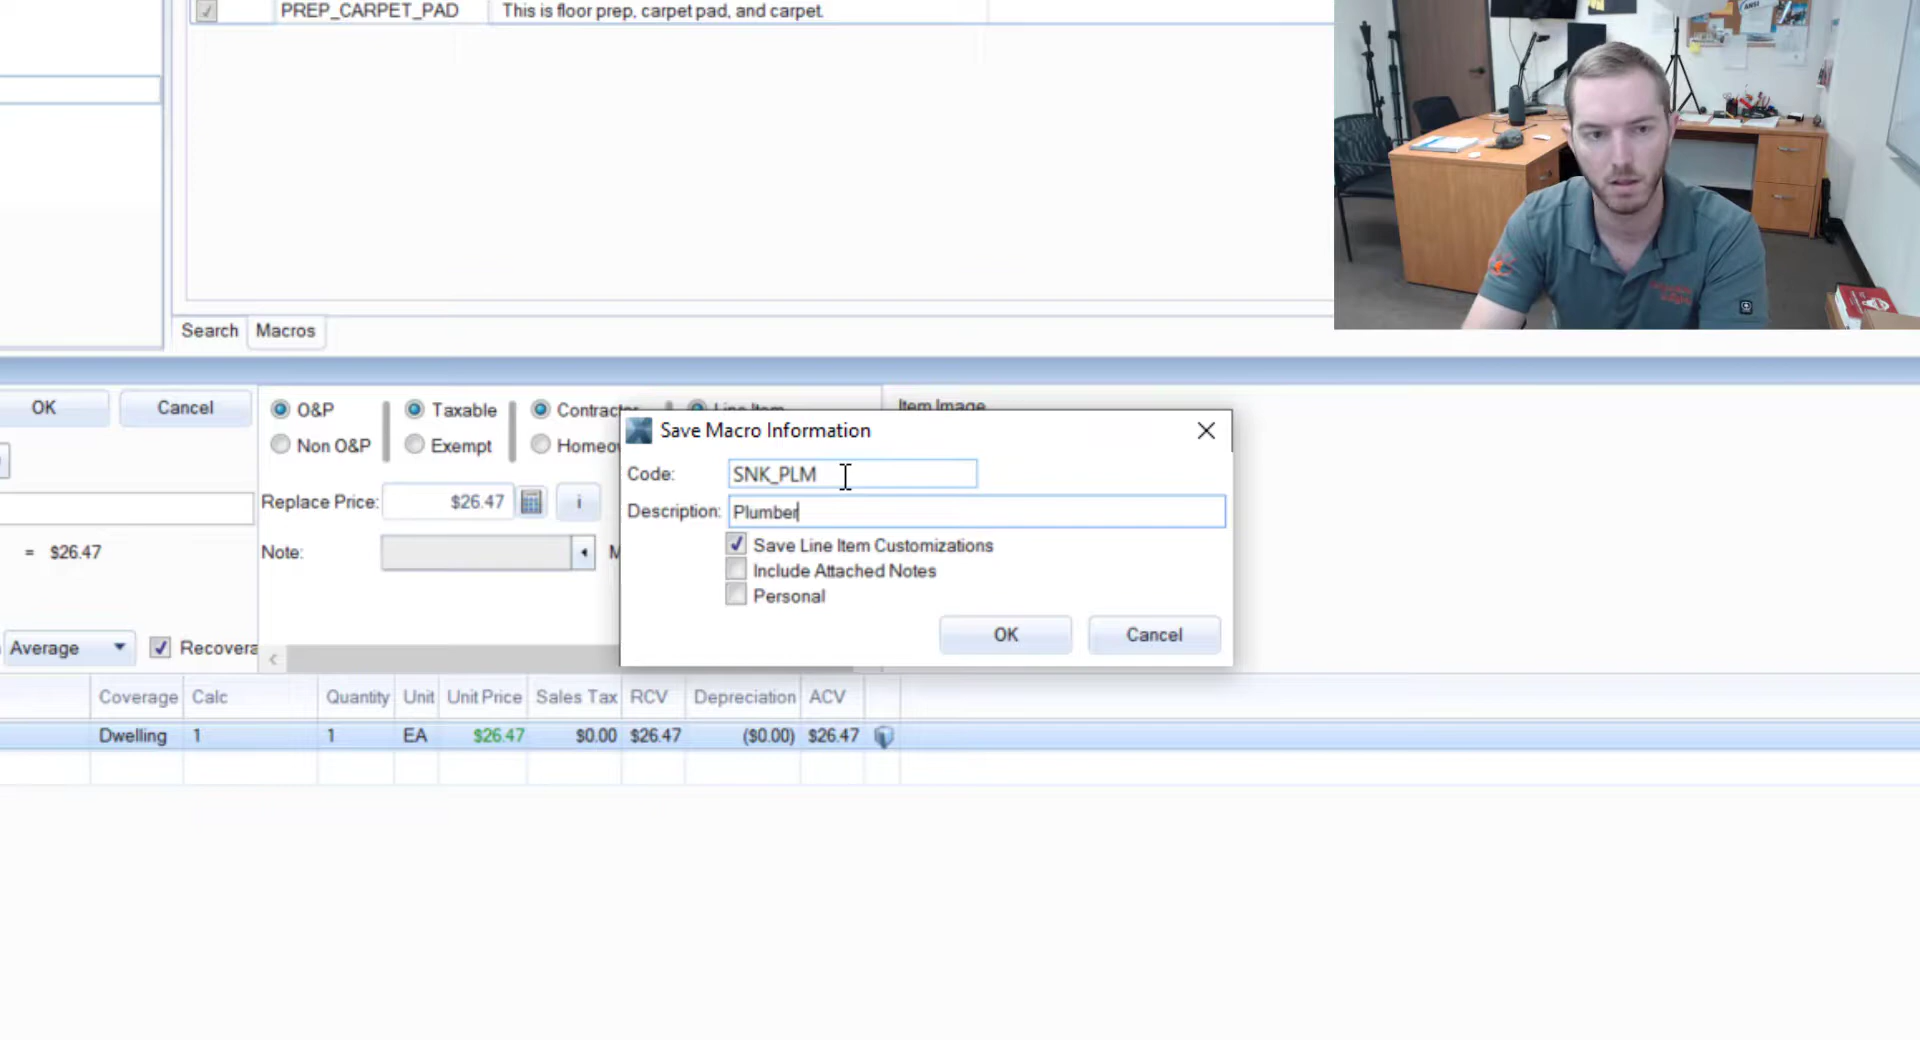 PREP_CARPET_PAD This is floor prep, carpet pad, and carpet.
ANSI
Search Macros
OK Cancel
O&P Taxable Contractor Line Item Item Image
Non O&P Exempt Homeo
Replace Price: $26.47 i
= $26.47 Note: M
Average Recovera
Save Macro Information
Code: SNK_PLM
Description: Plumber
Save Line Item Customizations
Include Attached Notes
Personal
OK Cancel
Coverage Calc Quantity Unit Unit Price Sales Tax RCV Depreciation ACV
Dwelling 1 1 EA $26.47 $0.00 $26.47 ($0.00) $26.47